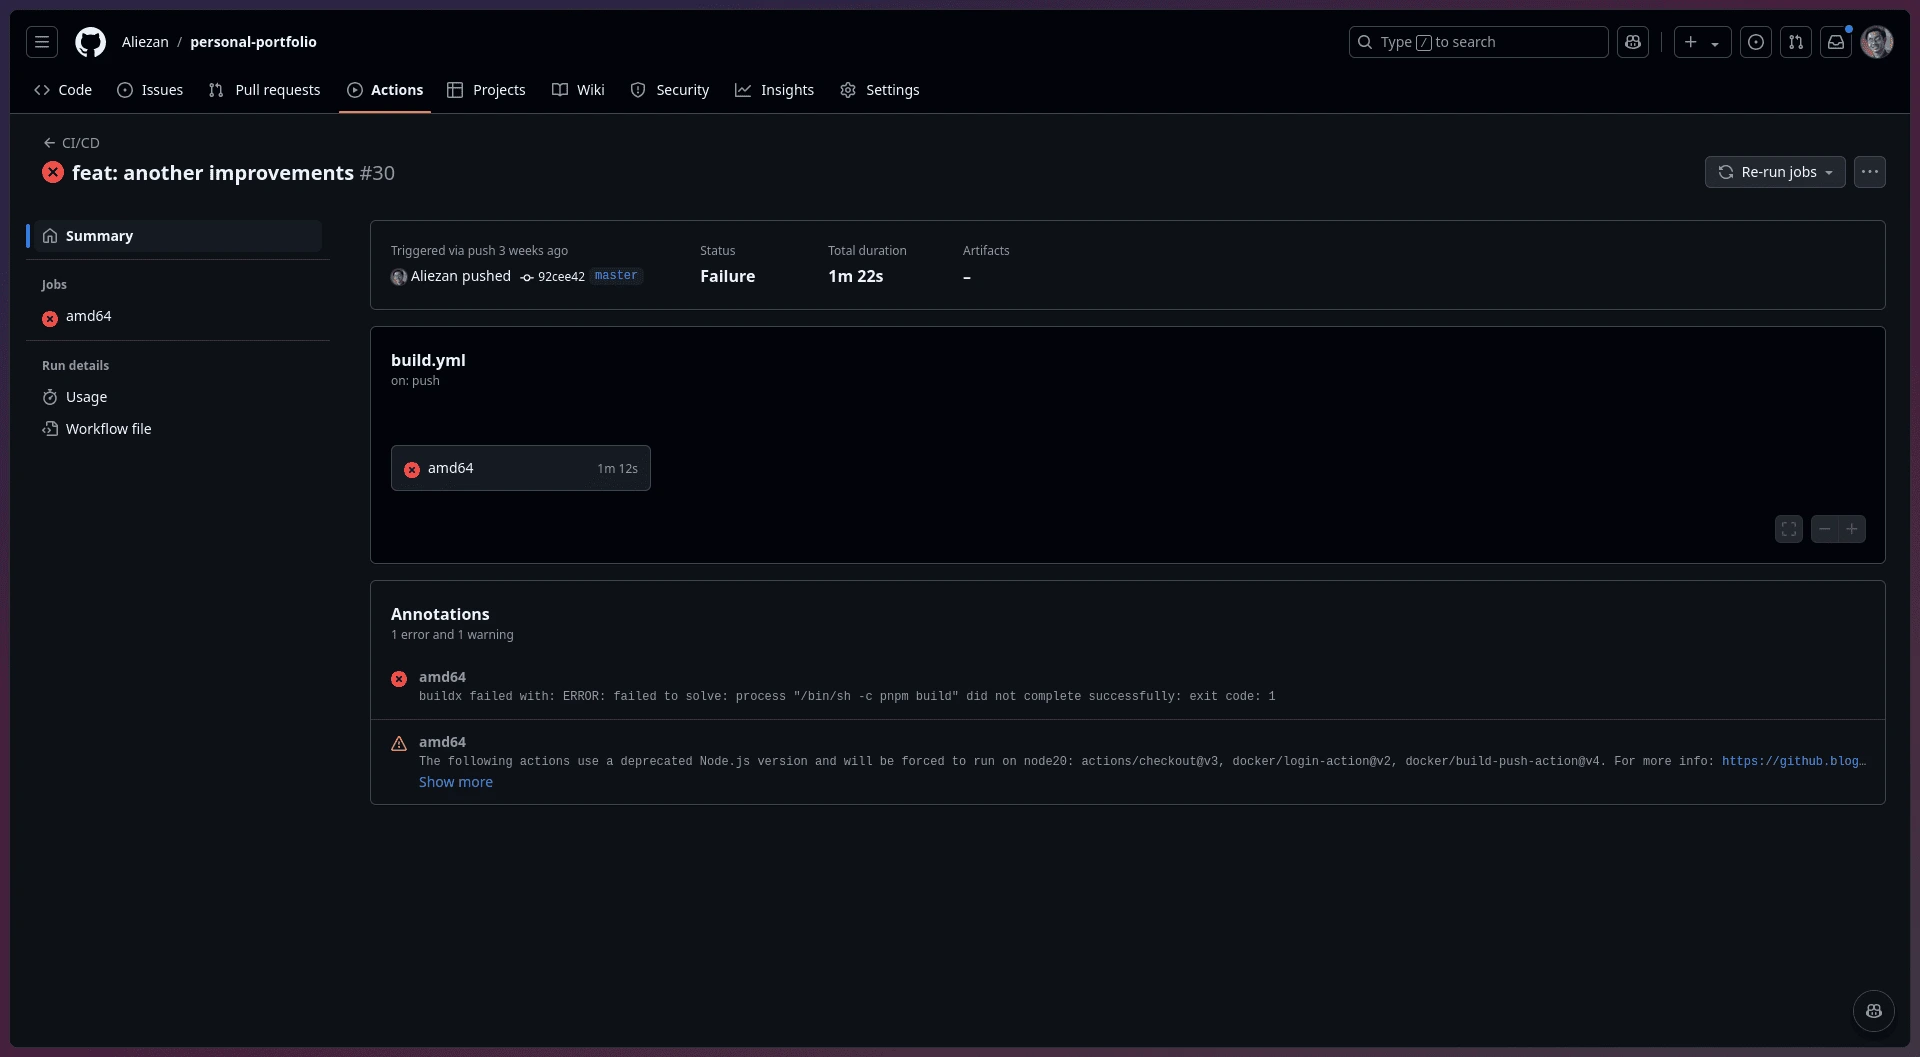 Aliezan / personal-portfolio
Type / to search
Code Issues Pull requests Actions Projects Wiki Security Insights Settings
CI/CD
feat: another improvements #30
Re-run jobs
Summary
Jobs
amd64
Run details
Usage
Workflow file
Triggered via push 3 weeks ago
Aliezan pushed 92cee42 master
Status
Failure
Total duration
1m 22s
Artifacts
–
build.yml
on: push
amd64 1m 12s
Annotations
1 error and 1 warning
amd64
buildx failed with: ERROR: failed to solve: process "/bin/sh -c pnpm build" did not complete successfully: exit code: 1
amd64
The following actions use a deprecated Node.js version and will be forced to run on node20: actions/checkout@v3, docker/login-action@v2, docker/build-push-action@v4. For more info: https://github.blog…
Show more